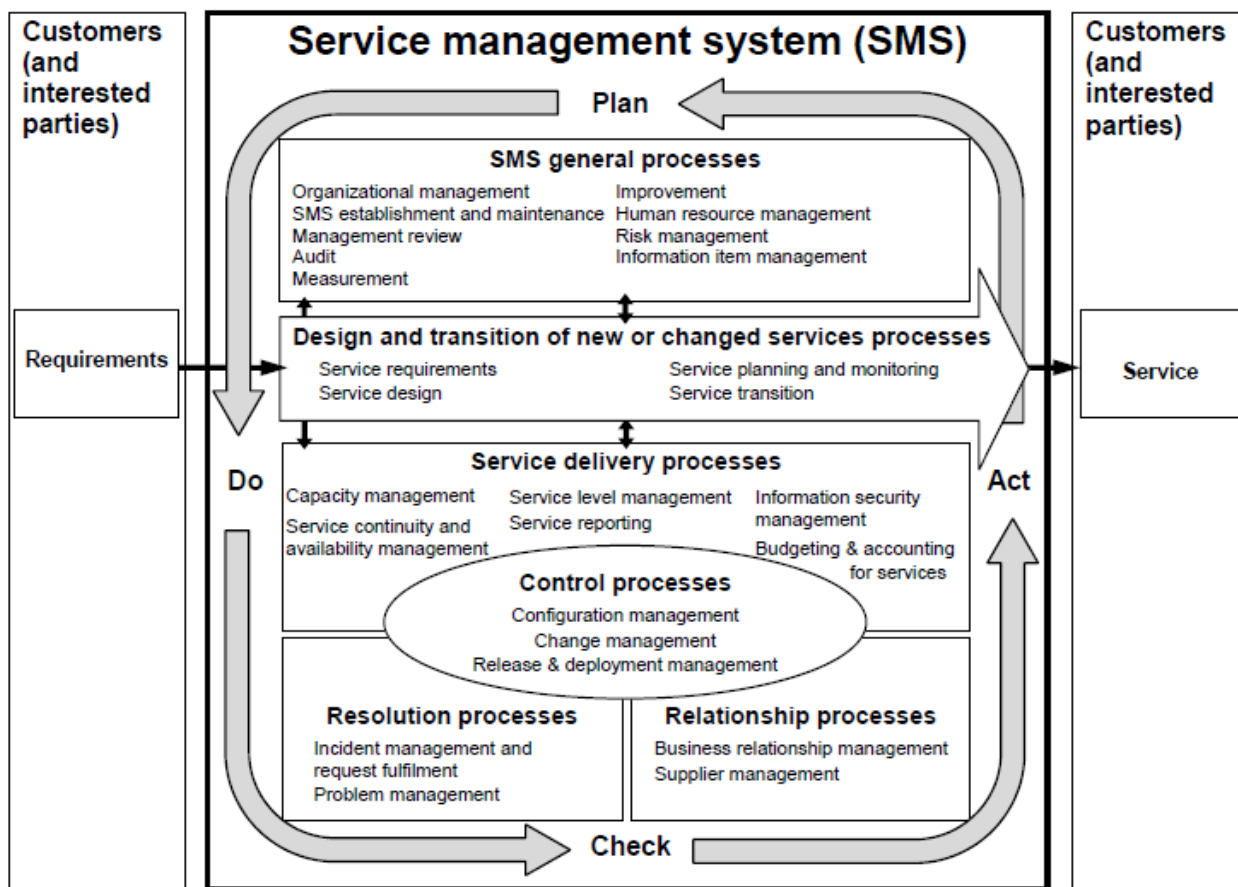 Customers
(and
interested
parties)
Requirements
Service management system (SMS)
Plan
SMS general processes
Organizational management
SMS establishment and maintenance
Management review
Audit
Measurement
Improvement
Human resource management
Risk management
Information item management
Design and transition of new or changed services processes
Service requirements
Service design
Service planning and monitoring
Service transition
Do
Act
Service delivery processes
Capacity management
Service continuity and
availability management
Service level management
Service reporting
Information security
management
Budgeting & accounting
for services
Control processes
Configuration management
Change management
Release & deployment management
Resolution processes
Incident management and
request fulfilment
Problem management
Relationship processes
Business relationship management
Supplier management
Check
Customers
(and
interested
parties)
Service